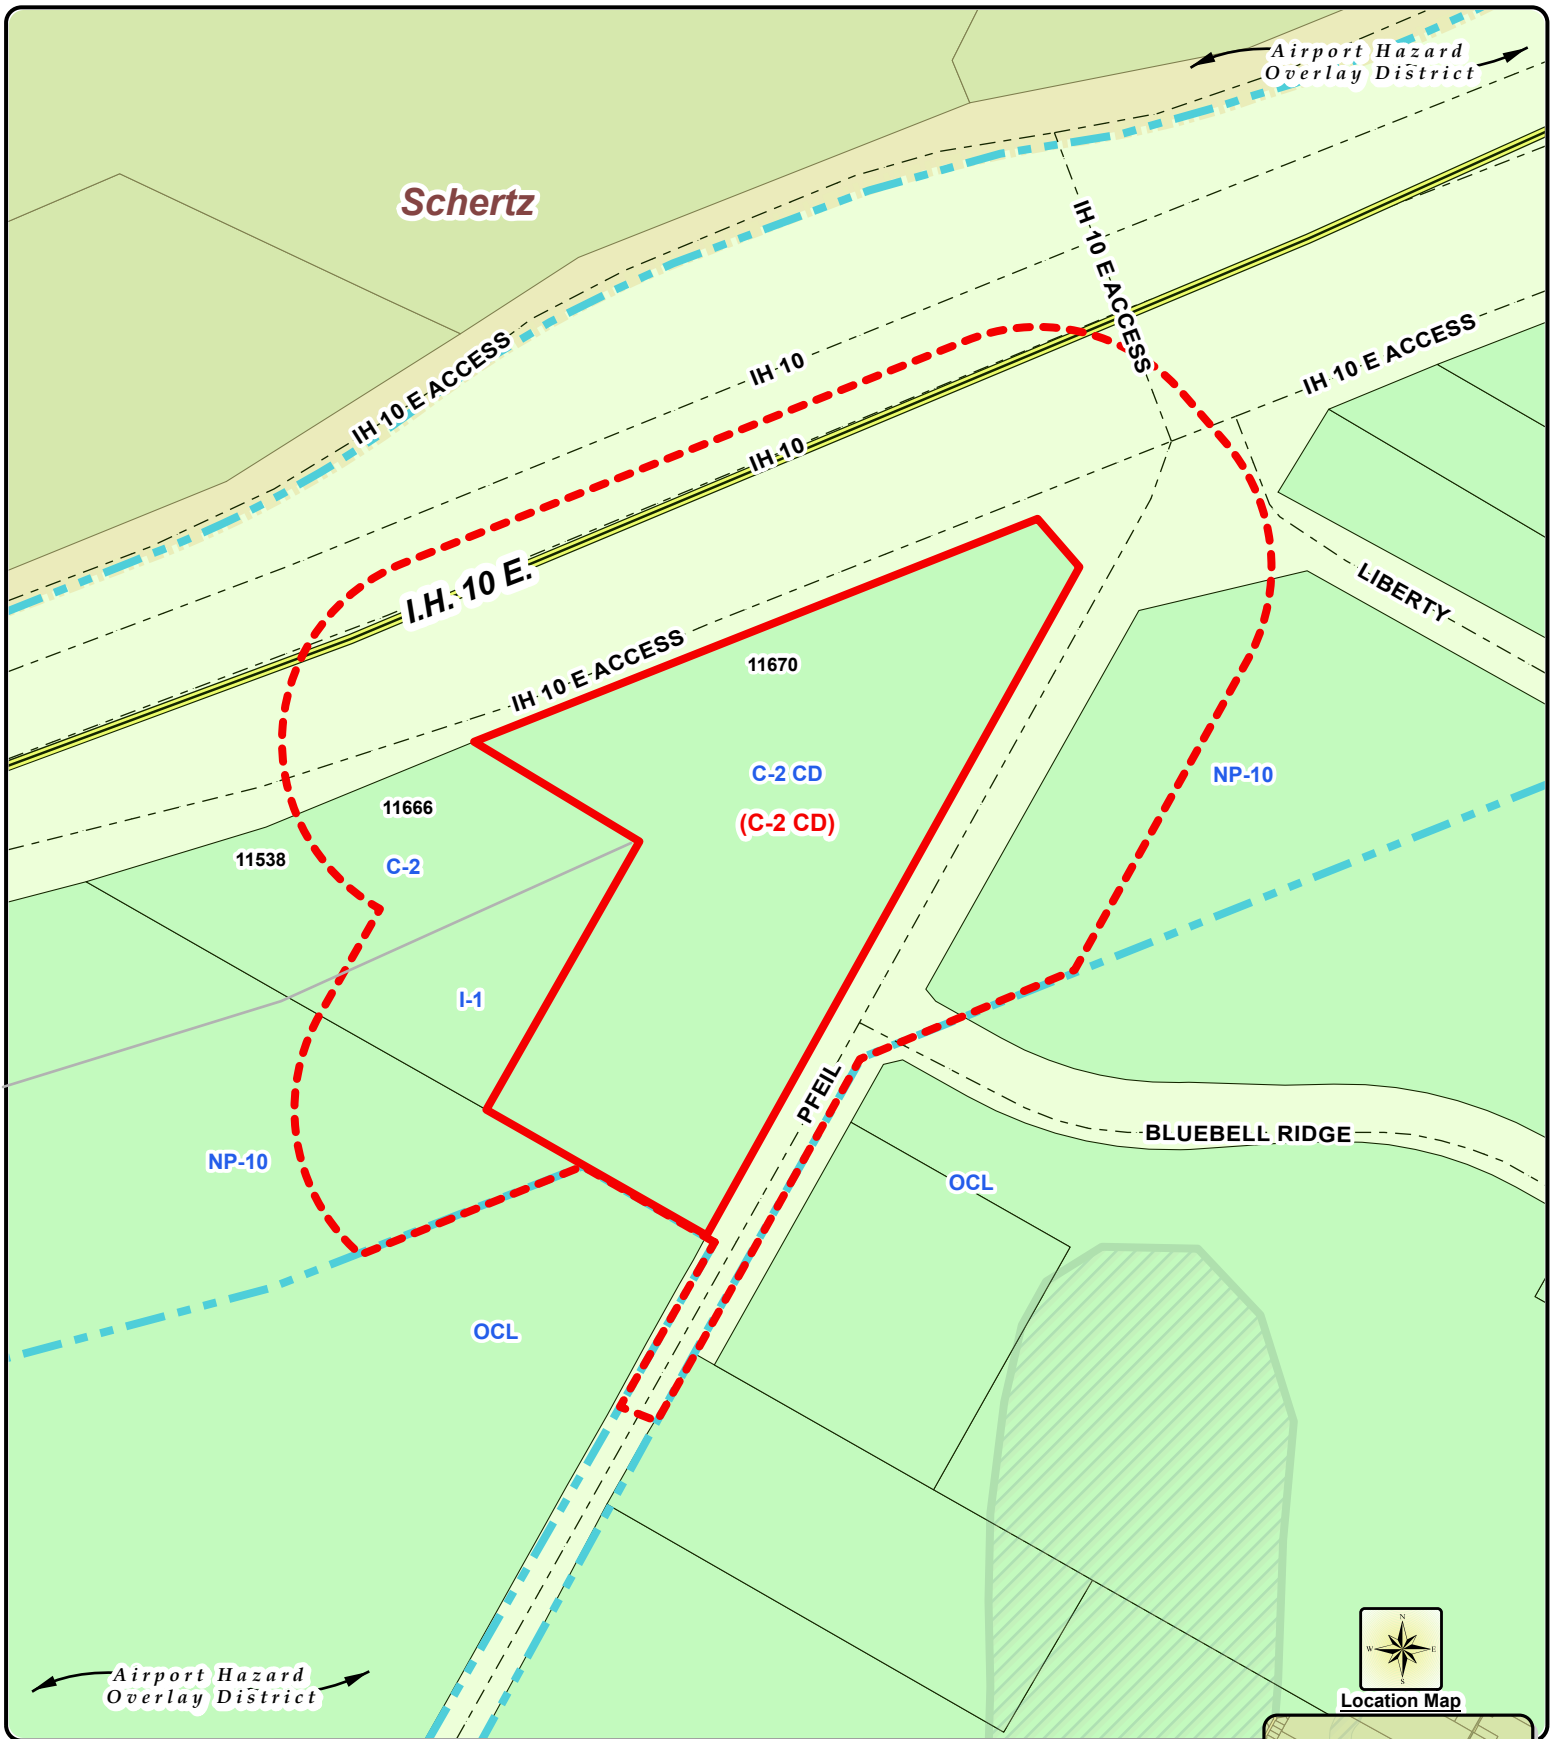 Airport Hazard
Overlay District
Schertz
IH 10 E ACCESS
IH 10 E ACCESS
IH 10
IH 10 E ACCESS
IH 10
I.H. 10 E.
LIBERTY
IH 10 E ACCESS
11670
C-2 CD
NP-10
(C-2 CD)
11666
11538
C-2
I-1
PFEIL
BLUEBELL RIDGE
NP-10
OCL
OCL
N
W
E
S
Airport Hazard
Overlay District
Location Map